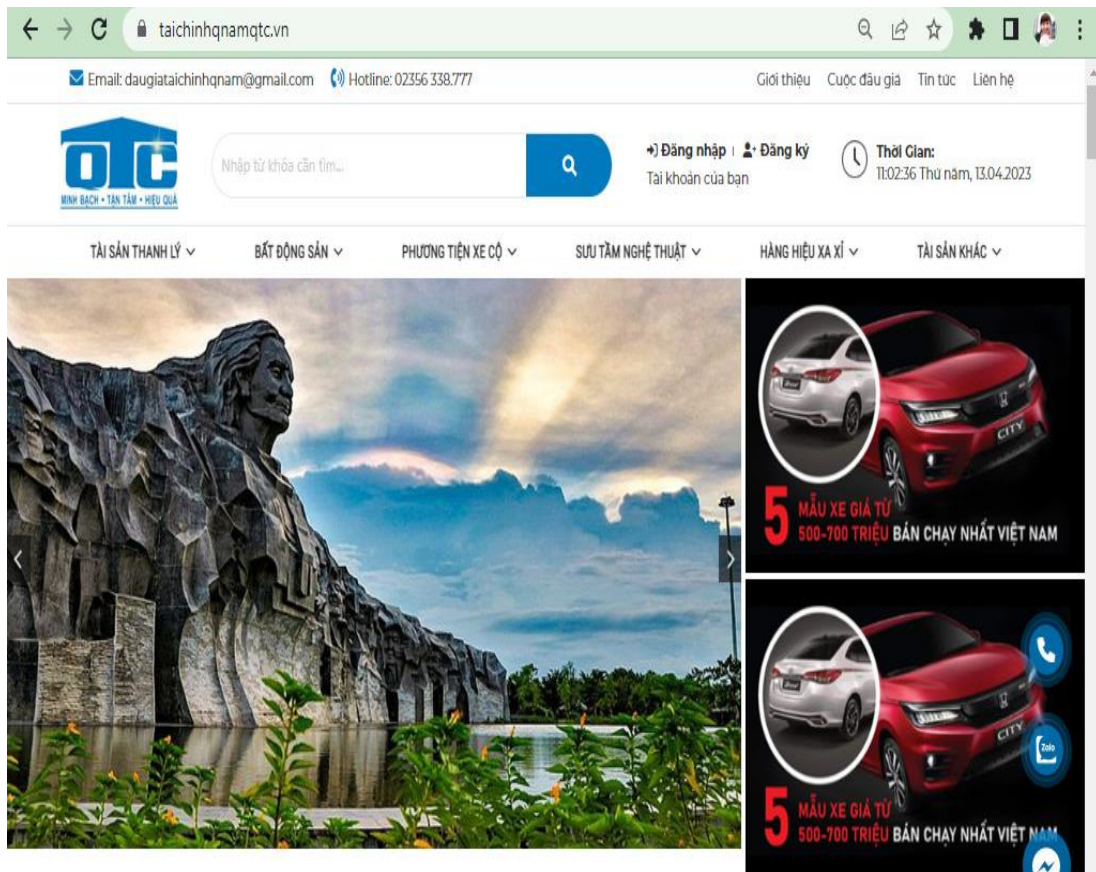 taichinhqnamqtc.vn
Email: daugiataichinhqnam@gmail.com Hotline: 02356 338.777 Giới thiệu Cuộc đấu giá Tin tức Liên hệ
QTC
MINH BẠCH • TẬN TÂM • HIỆU QUẢ
Nhập từ khóa cần tìm...
Đăng nhập | Đăng ký
Tài khoản của bạn
Thời Gian:
11:02:36 Thứ năm, 13.04.2023
TÀI SẢN THANH LÝ BẤT ĐỘNG SẢN PHƯƠNG TIỆN XE CỘ SƯU TẦM NGHỆ THUẬT HÀNG HIỆU XA XỈ TÀI SẢN KHÁC
CITY
5 MẪU XE GIÁ TỪ
500-700 TRIỆU BÁN CHẠY NHẤT VIỆT NAM
CITY
Zalo
5 MẪU XE GIÁ TỪ
500-700 TRIỆU BÁN CHẠY NHẤT VIỆT NAM